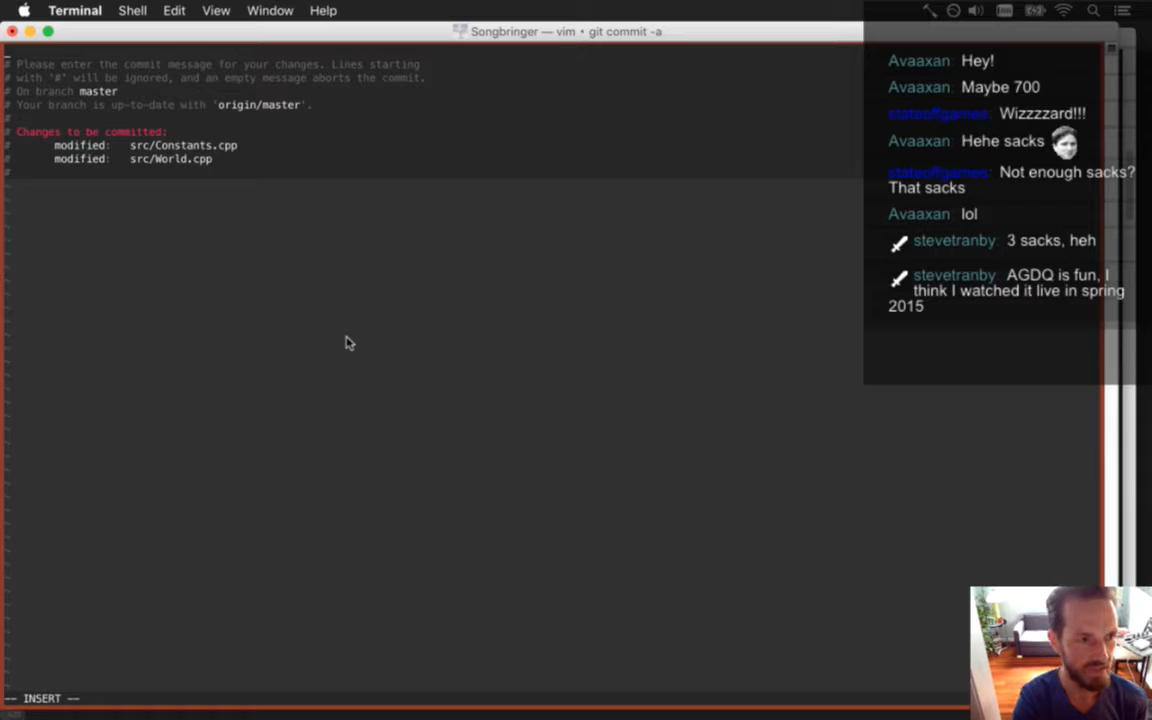 Terminal Shell Edit View Window Help
Songbringer — vim • git commit -a
# Please enter the commit message for your changes. Lines starting
# with '#' will be ignored, and an empty message aborts the commit.
# On branch master
# Your branch is up-to-date with 'origin/master'.
#
# Changes to be committed:
#       modified:   src/Constants.cpp
#       modified:   src/World.cpp
#
-- INSERT --
Avaaxan: Hey!
Avaaxan: Maybe 700
stateoffgames: Wizzzzard!!!
Avaaxan: Hehe sacks
stateoffgames: Not enough sacks?
That sacks
Avaaxan: lol
stevetranby: 3 sacks, heh
stevetranby: AGDQ is fun, I
think I watched it live in spring
2015